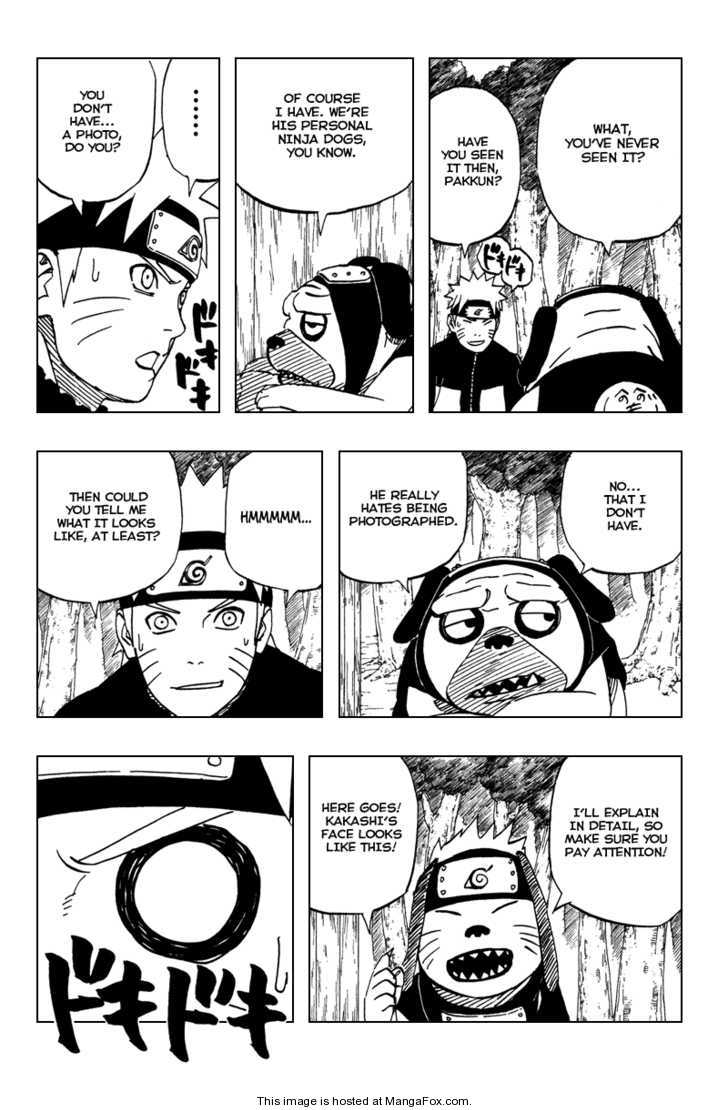 WHAT,
YOU'VE NEVER
SEEN IT?
HAVE
YOU SEEN
IT THEN,
PAKKUN?
ドキドキ
OF COURSE
I HAVE. WE'RE
HIS PERSONAL
NINJA DOGS,
YOU KNOW.
......
YOU
DON'T
HAVE...
A PHOTO,
DO YOU?
ドキ
ドキ
NO...
THAT I
DON'T
HAVE.
HE REALLY
HATES BEING
PHOTOGRAPHED.
HMMMMM...
THEN COULD
YOU TELL ME
WHAT IT LOOKS
LIKE, AT LEAST?
I'LL EXPLAIN
IN DETAIL, SO
MAKE SURE YOU
PAY ATTENTION!
HERE GOES!
KAKASHI'S
FACE LOOKS
LIKE THIS!
ドキドキ
This image is hosted at MangaFox.com.